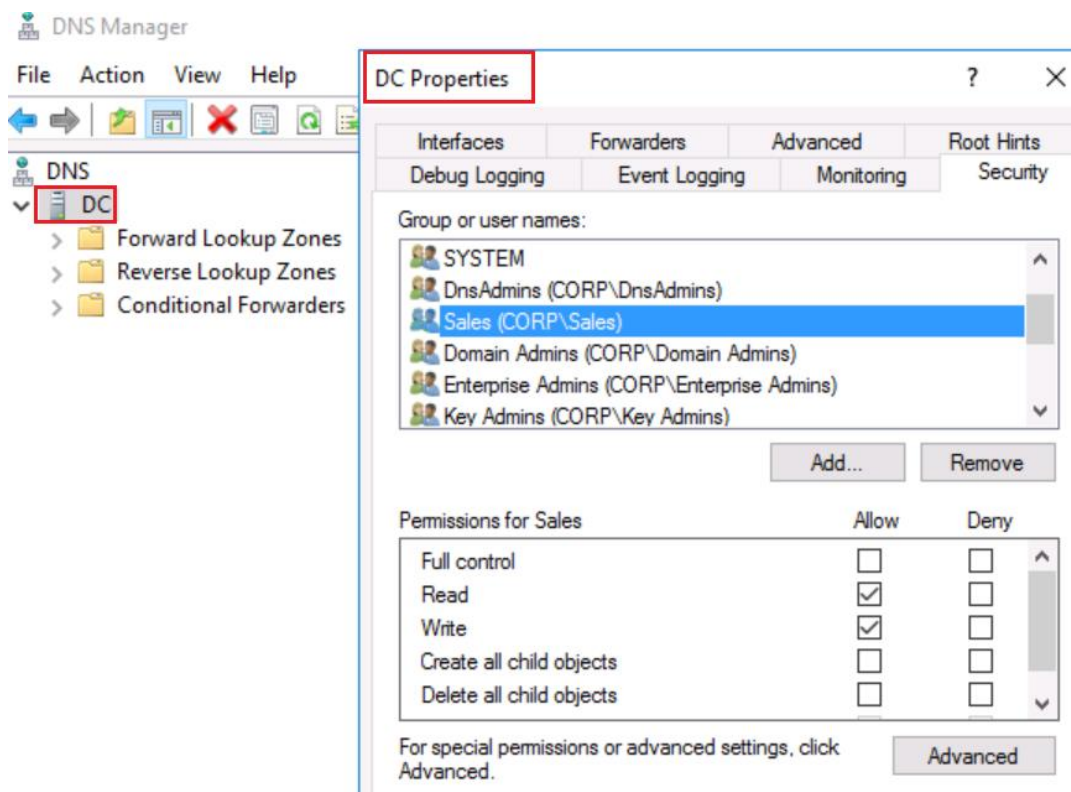 DNS Manager
File Action View Help
DNS
DC
Forward Lookup Zones
Reverse Lookup Zones
Conditional Forwarders
DC Properties
? X
Interfaces Forwarders Advanced Root Hints
Debug Logging Event Logging Monitoring Security
Group or user names:
SYSTEM
DnsAdmins (CORP\DnsAdmins)
Sales (CORP\Sales)
Domain Admins (CORP\Domain Admins)
Enterprise Admins (CORP\Enterprise Admins)
Key Admins (CORP\Key Admins)
Add... Remove
Permissions for Sales Allow Deny
Full control
Read
Write
Create all child objects
Delete all child objects
For special permissions or advanced settings, click
Advanced.
Advanced